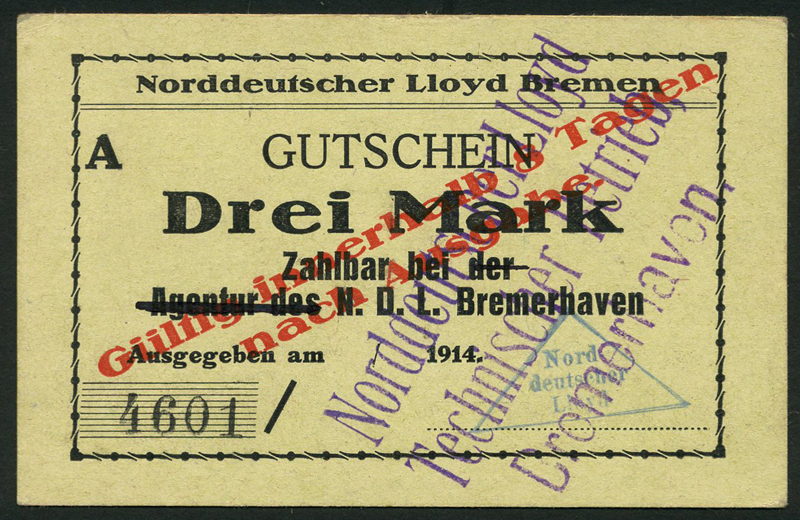 Norddeutscher Lloyd Bremen
A
GUTSCHEIN
Drei Mark
Zahlbar bei der
Agentur des N. D. L. Bremerhaven
Ausgegeben am 1914.
4601 /
Gültig innerhalb 8 Tagen
nach Ausgabe.
Norddeutscher Lloyd
Technischer Betrieb,
Bremerhaven.
Nord
deutscher
Lloyd